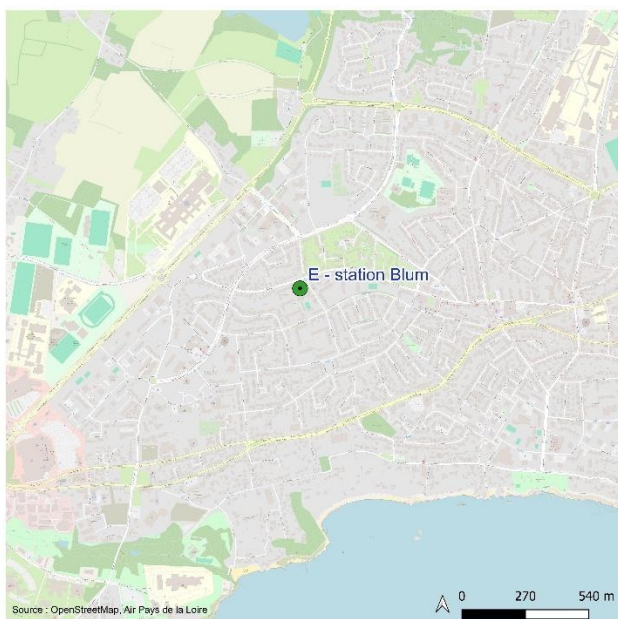 E - station Blum
Source : OpenStreetMap, Air Pays de la Loire
0 270 540 m